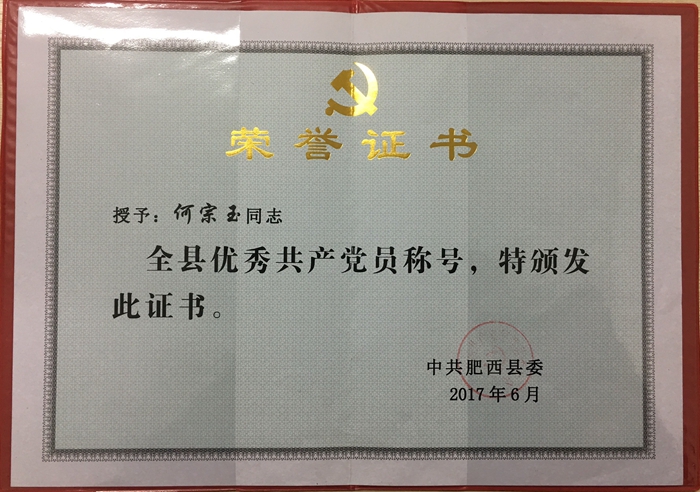 荣誉证书
授予：何宗玉同志
全县优秀共产党员称号，特颁发
此证书。
中共肥西县委
2017年6月